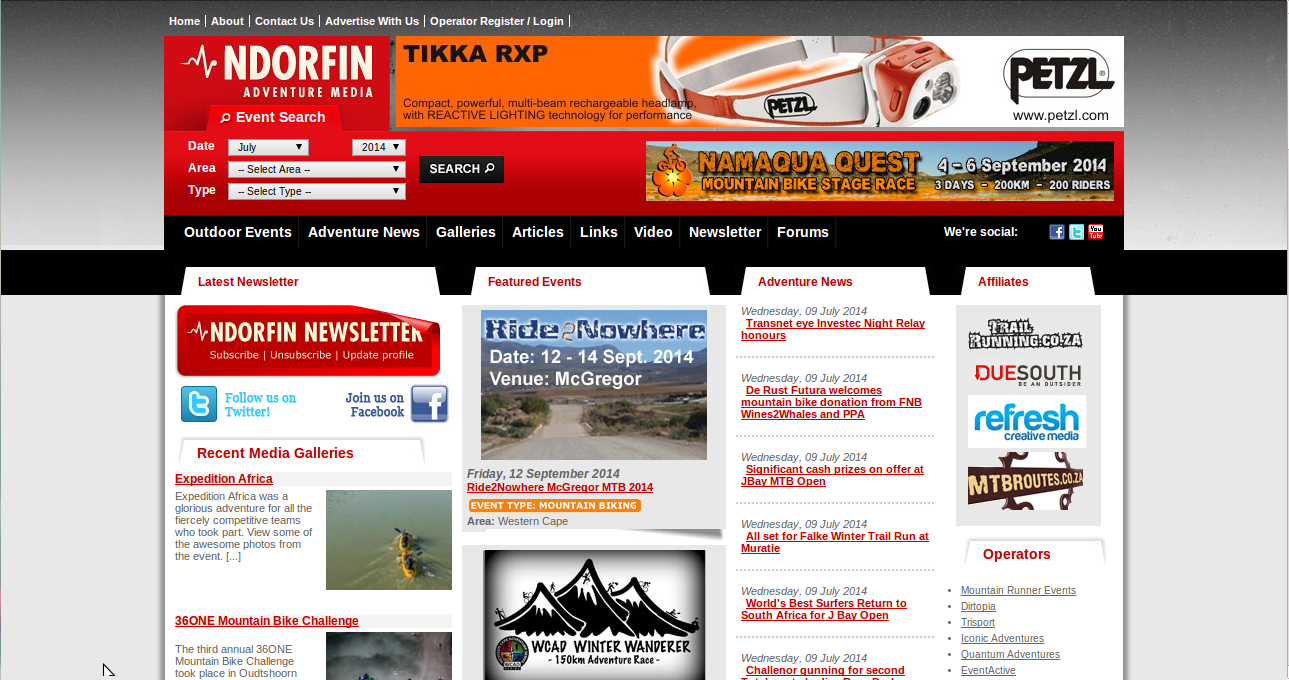 Home | About | Contact Us | Advertise With Us | Operator Register / Login |
NDORFIN
ADVENTURE MEDIA
TIKKA RXP
Compact, powerful, multi-beam rechargeable headlamp,
with REACTIVE LIGHTING technology for performance
PETZL
PETZL®
www.petzl.com
Event Search
Date July 2014
Area -- Select Area --
Type -- Select Type --
SEARCH
NAMAQUA QUEST
MOUNTAIN BIKE STAGE RACE
4 - 6 September 2014
3 DAYS - 200KM - 200 RIDERS
Outdoor Events Adventure News Galleries Articles Links Video Newsletter Forums We're social:
You
Tube
Latest Newsletter
NDORFIN NEWSLETTER
Subscribe | Unsubscribe | Update profile
Follow us on
Twitter!
Join us on
Facebook
Recent Media Galleries
Expedition Africa
Expedition Africa was a
glorious adventure for all the
fiercely competitive teams
who took part. View some of
the awesome photos from
the event. [...]
36ONE Mountain Bike Challenge
The third annual 36ONE
Mountain Bike Challenge
took place in Oudtshoorn
Featured Events
Ride2Nowhere
Date: 12 - 14 Sept. 2014
Venue: McGregor
Friday, 12 September 2014
Ride2Nowhere McGregor MTB 2014
EVENT TYPE: MOUNTAIN BIKING
Area: Western Cape
WCAD WINTER WANDERER
- 150km Adventure Race -
WCAD
Adventure News
Wednesday, 09 July 2014
Transnet eye Investec Night Relay
honours
Wednesday, 09 July 2014
De Rust Futura welcomes
mountain bike donation from FNB
Wines2Whales and PPA
Wednesday, 09 July 2014
Significant cash prizes on offer at
JBay MTB Open
Wednesday, 09 July 2014
All set for Falke Winter Trail Run at
Muratie
Wednesday, 09 July 2014
World's Best Surfers Return to
South Africa for J Bay Open
Wednesday, 09 July 2014
Challenor gunning for second
Affiliates
TRAIL
RUNNING.CO.ZA
DUESOUTH
BE AN OUTSIDER
refresh
creative media
MTBROUTES.CO.ZA
Operators
Mountain Runner Events
Dirtopia
Trisport
Iconic Adventures
Quantum Adventures
EventActive